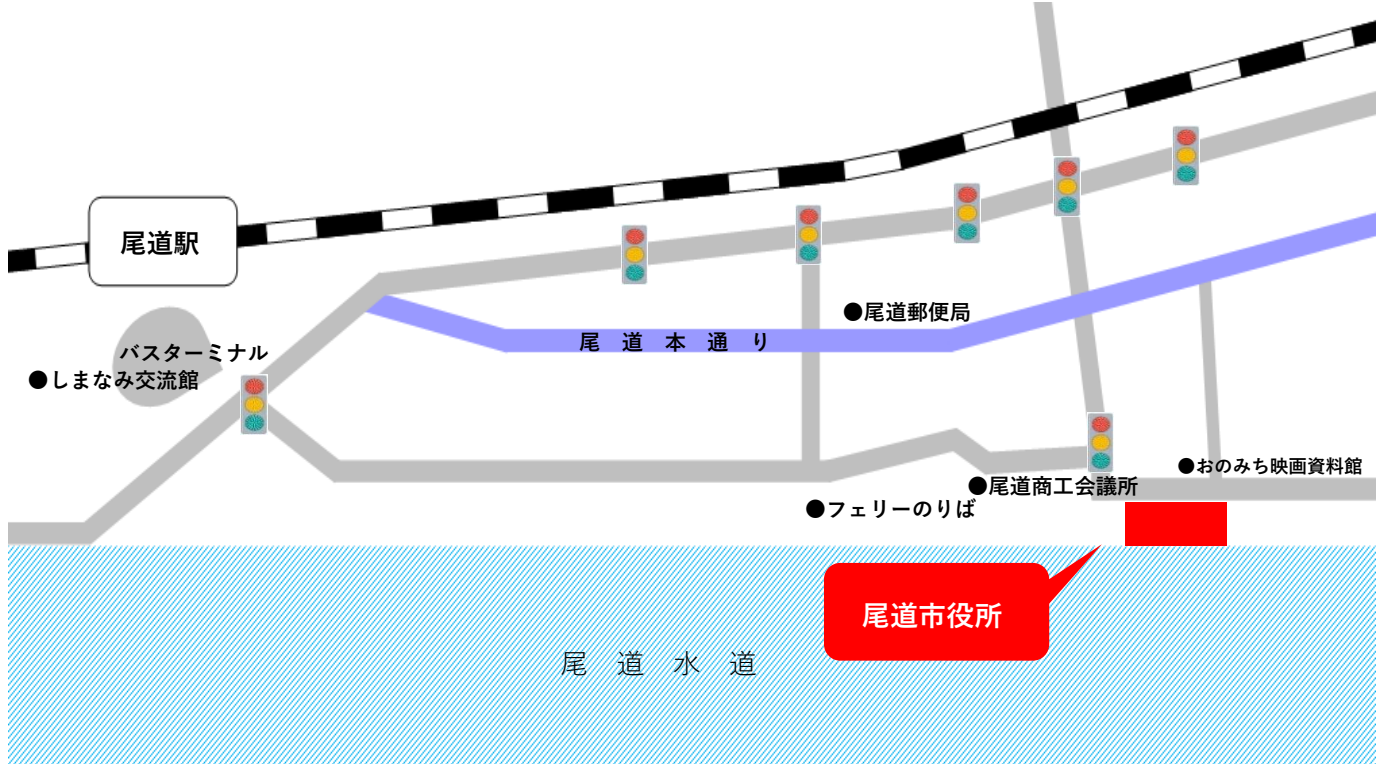 尾道駅
●尾道郵便局
尾道本通り
バスターミナル
●しまなみ交流館
●おのみち映画資料館
●尾道商工会議所
●フェリーのりば
尾道市役所
尾道水道